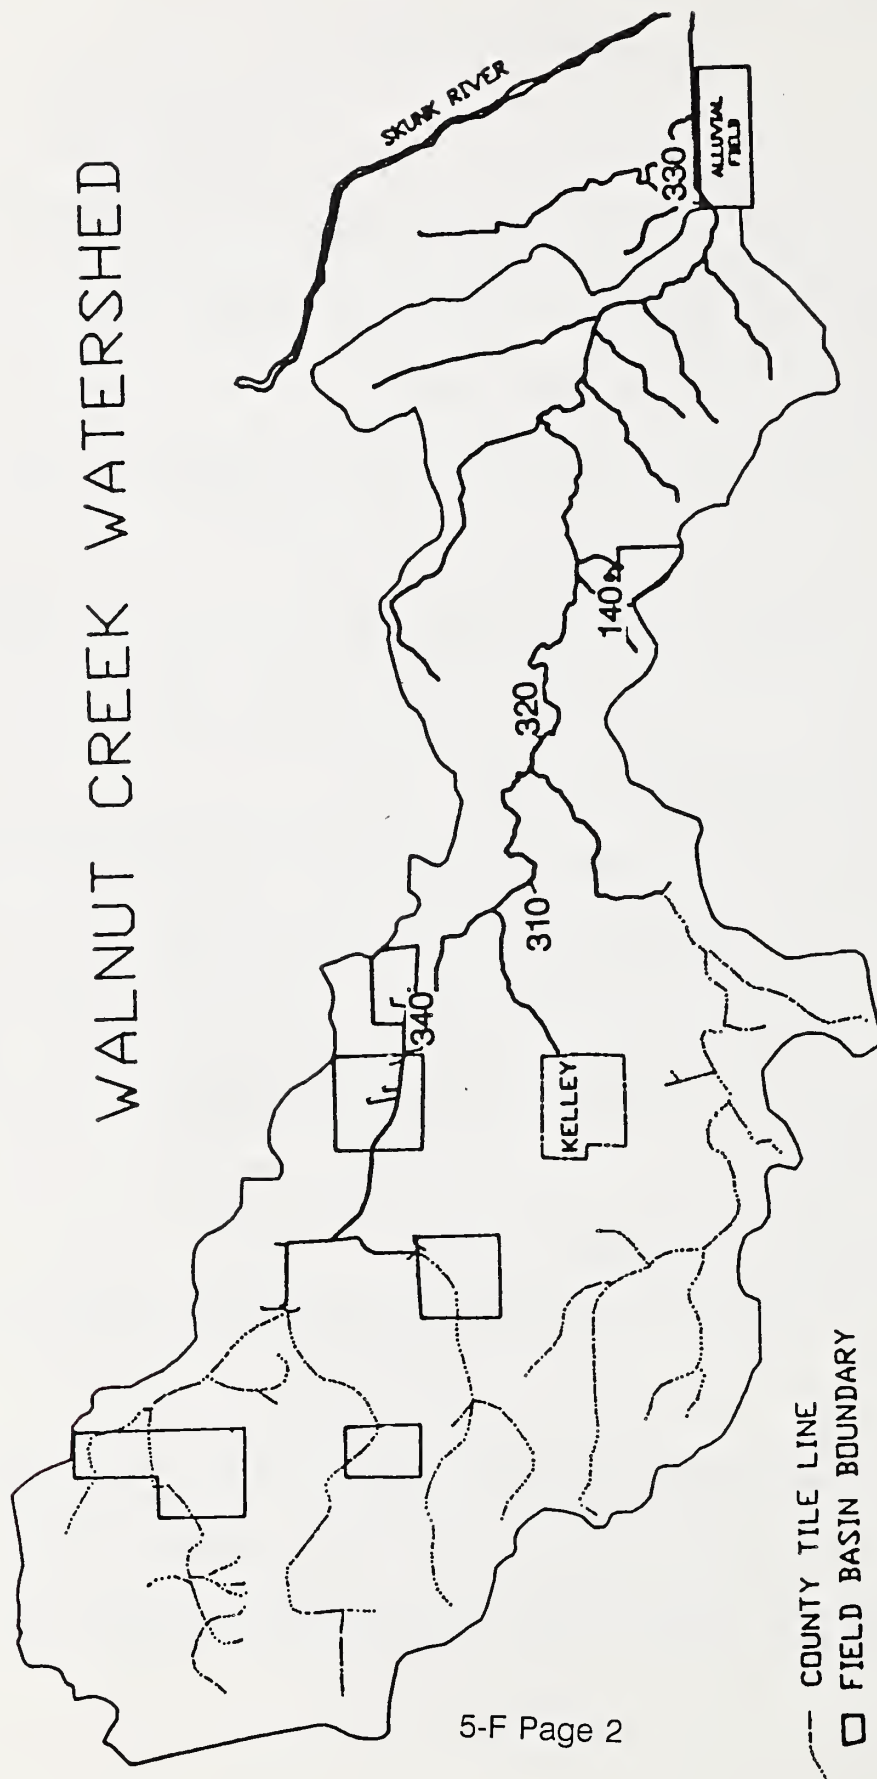 WALNUT CREEK WATERSHED
SKUNK RIVER
ALLUVIAL
FIELD
330
140
320
310
340
KELLEY
COUNTY TILE LINE
FIELD BASIN BOUNDARY
5-F Page 2